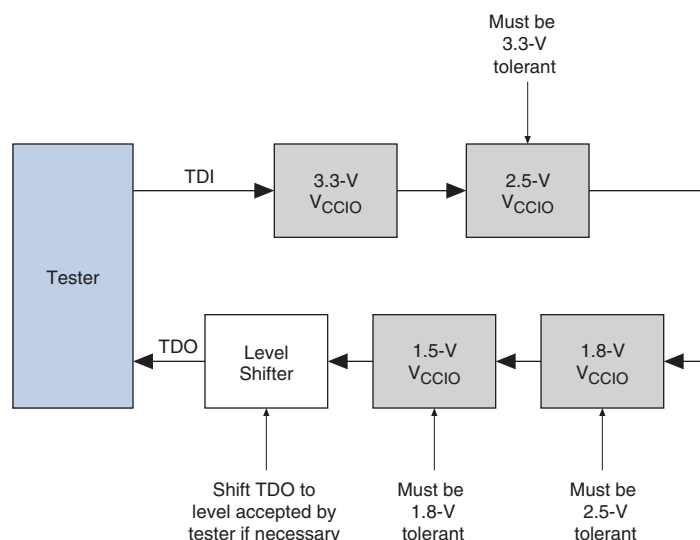 Must be
3.3-V
tolerant
TDI
3.3-V
VCCIO
2.5-V
VCCIO
Tester
TDO
Level
Shifter
1.5-V
VCCIO
1.8-V
VCCIO
Shift TDO to
level accepted by
tester if necessary
Must be
1.8-V
tolerant
Must be
2.5-V
tolerant